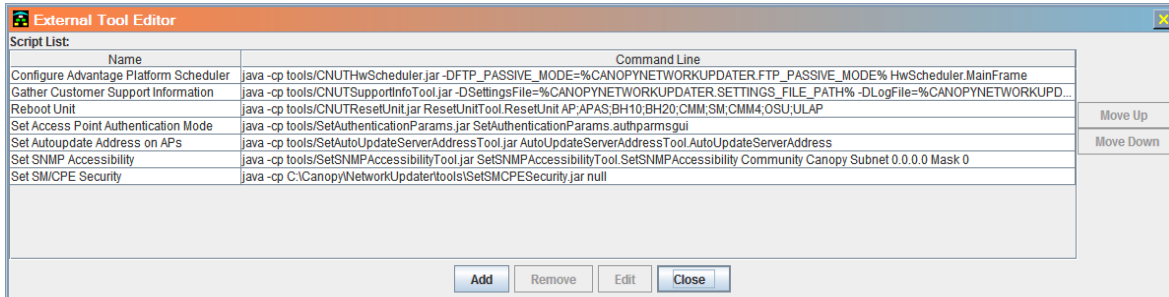 External Tool Editor
Script List:
Name Command Line
Configure Advantage Platform Scheduler java -cp tools/CNUTHwScheduler.jar -DFTP_PASSIVE_MODE=%CANOPYNETWORKUPDATER.FTP_PASSIVE_MODE% HwScheduler.MainFrame
Gather Customer Support Information java -cp tools/CNUTSupportInfoTool.jar -DSettingsFile=%CANOPYNETWORKUPDATER.SETTINGS_FILE_PATH% -DLogFile=%CANOPYNETWORKUPD...
Reboot Unit java -cp tools/CNUTResetUnit.jar ResetUnitTool.ResetUnit AP;APAS;BH10;BH20;CMM;SM;CMM4;OSU;ULAP
Set Access Point Authentication Mode java -cp tools/SetAuthenticationParams.jar SetAuthenticationParams.authparmsgui
Set Autoupdate Address on APs java -cp tools/SetAutoUpdateServerAddressTool.jar AutoUpdateServerAddressTool.AutoUpdateServerAddress
Set SNMP Accessibility java -cp tools/SetSNMPAccessibilityTool.jar SetSNMPAccessibilityTool.SetSNMPAccessibility Community Canopy Subnet 0.0.0.0 Mask 0
Set SM/CPE Security java -cp C:\Canopy\NetworkUpdater\tools\SetSMCPESecurity.jar null
Move Up
Move Down
Add Remove Edit Close